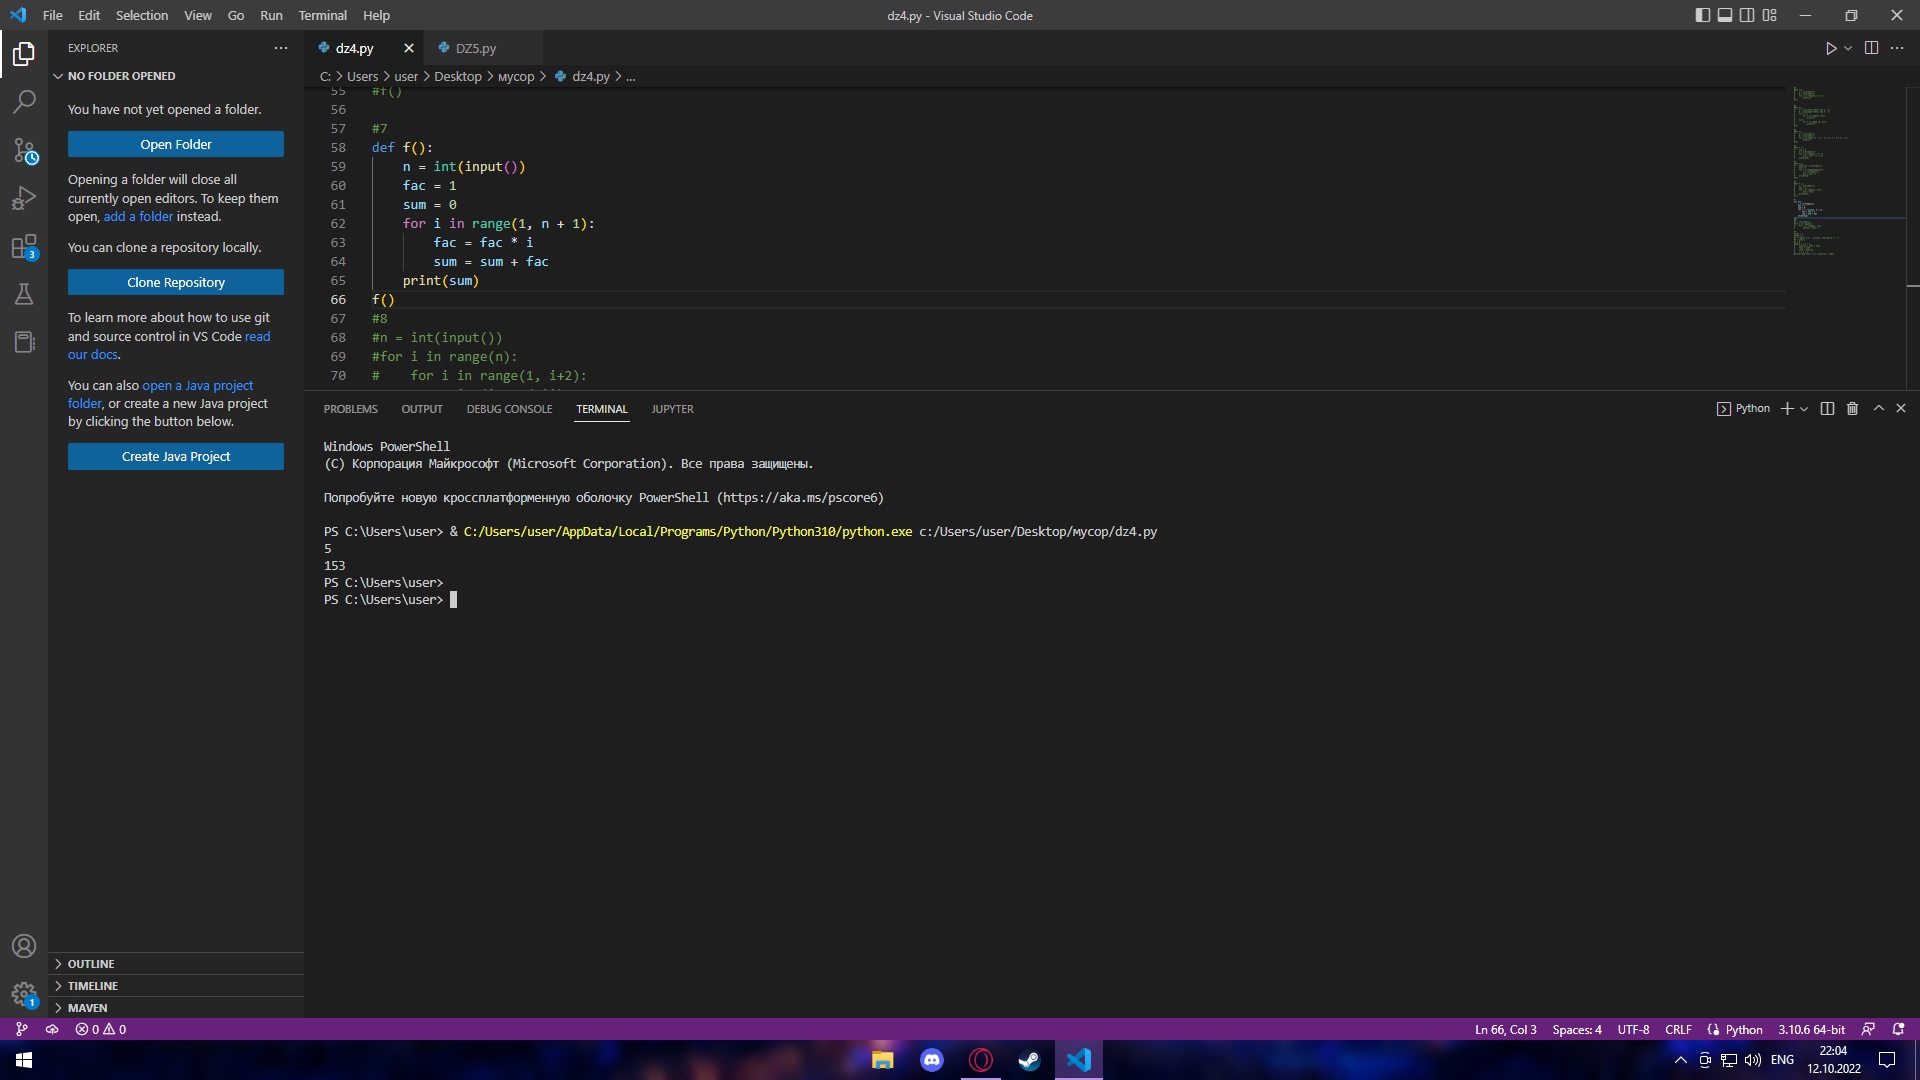 File Edit Selection View Go Run Terminal Help
dz4.py - Visual Studio Code
EXPLORER
NO FOLDER OPENED
You have not yet opened a folder.
Open Folder
Opening a folder will close all
currently open editors. To keep them
open, add a folder instead.
You can clone a repository locally.
Clone Repository
To learn more about how to use git
and source control in VS Code read
our docs.
You can also open a Java project
folder, or create a new Java project
by clicking the button below.
Create Java Project
OUTLINE
TIMELINE
MAVEN
3
1
dz4.py
DZ5.py
C: > Users > user > Desktop > мусор > dz4.py > ...
55 #f()
56
57 #7
58 def f():
59 n = int(input())
60 fac = 1
61 sum = 0
62 for i in range(1, n + 1):
63 fac = fac * i
64 sum = sum + fac
65 print(sum)
66 f()
67 #8
68 #n = int(input())
69 #for i in range(n):
70 # for i in range(1, i+2):
PROBLEMS OUTPUT DEBUG CONSOLE TERMINAL JUPYTER
Python
Windows PowerShell
(C) Корпорация Майкрософт (Microsoft Corporation). Все права защищены.
Попробуйте новую кроссплатформенную оболочку PowerShell (https://aka.ms/pscore6)
PS C:\Users\user> & C:/Users/user/AppData/Local/Programs/Python/Python310/python.exe c:/Users/user/Desktop/мусор/dz4.py
5
153
PS C:\Users\user>
PS C:\Users\user>
0 0
Ln 66, Col 3 Spaces: 4 UTF-8 CRLF Python 3.10.6 64-bit
ENG
22:04
12.10.2022